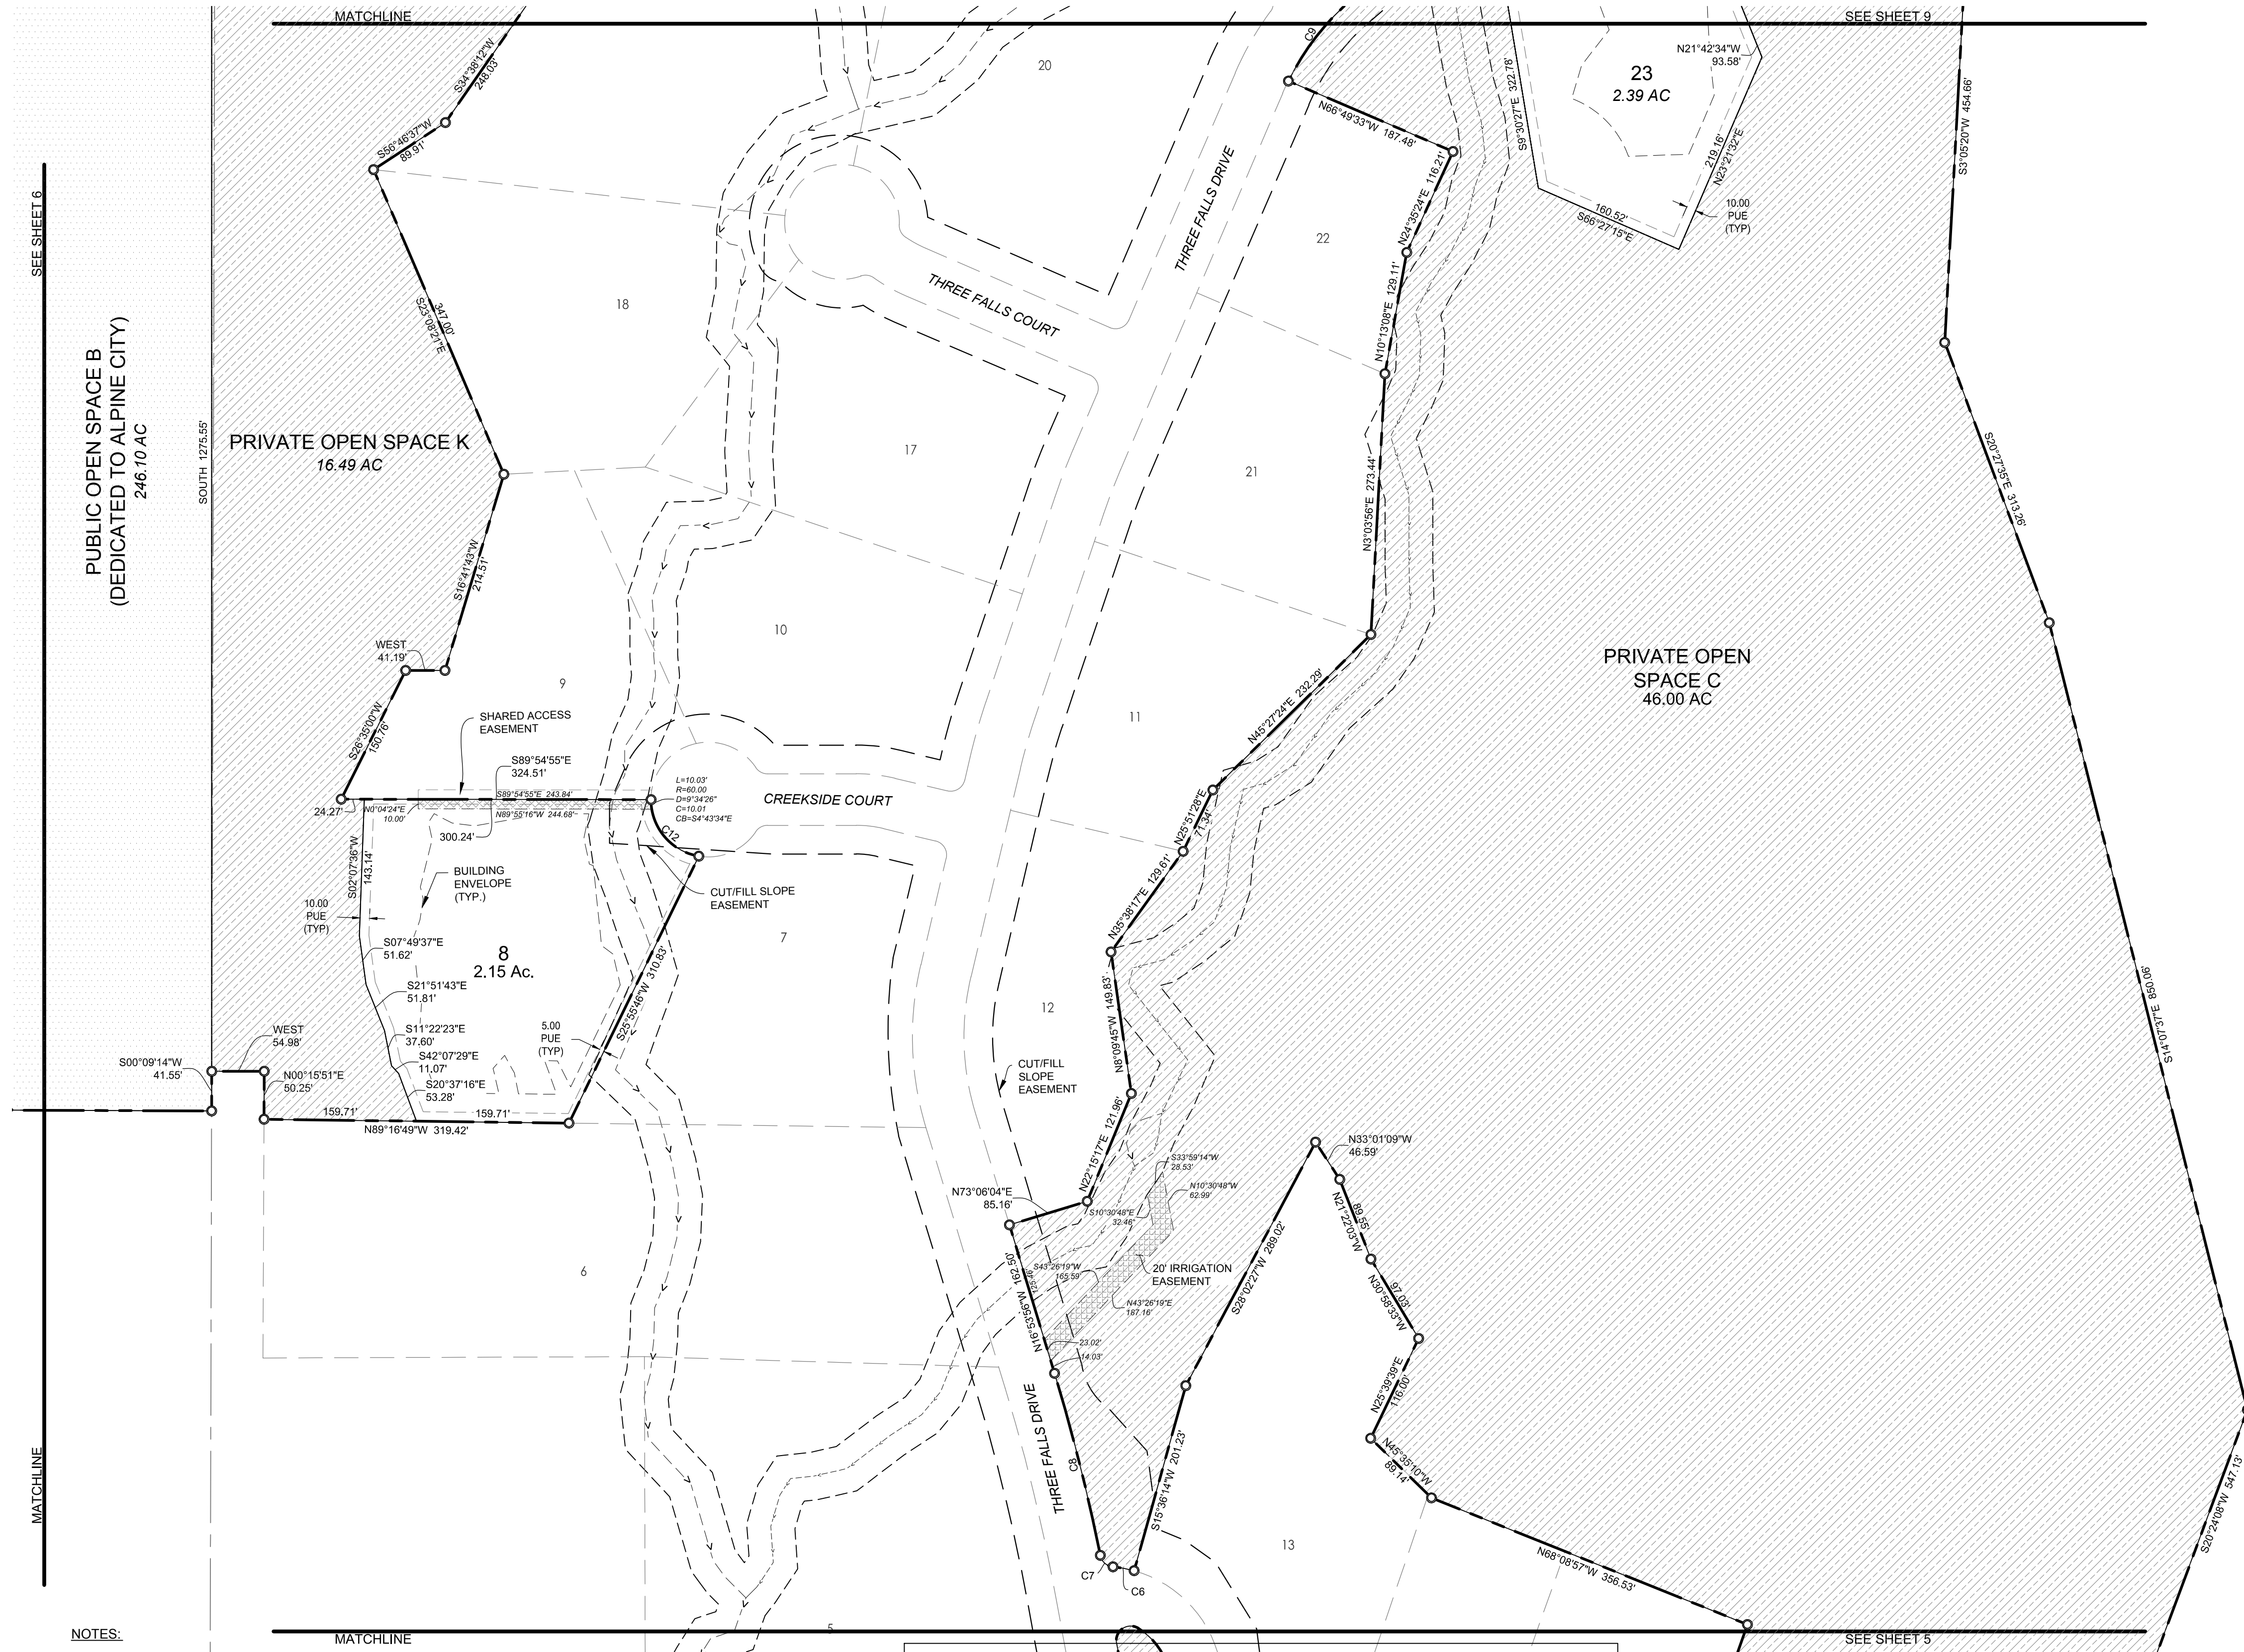 MATCHLINE
SEE SHEET 9
SEE SHEET 6
MATCHLINE
PUBLIC OPEN SPACE B
(DEDICATED TO ALPINE CITY)
246.10 AC
SOUTH 1275.55'
PRIVATE OPEN SPACE K
16.49 AC
S34°38'12"W
248.03'
S56°46'37"W
89.91'
347.00'
S23°08'21"E
S16°41'43"W
214.51'
WEST
41.19'
S26°35'00"W
150.76'
18
20
C9
N66°49'33"W 187.48'
N24°35'24"E 116.21'
N10°13'08"E 129.11'
N3°03'56"E 273.44'
THREE FALLS DRIVE
THREE FALLS COURT
22
21
17
10
9
11
S9°30'27"E 322.78'
23
2.39 AC
N21°42'34"W
93.58'
219.16'
N23°21'32"E
160.52'
S66°27'15"E
10.00
PUE
(TYP)
S3°05'20"W 454.66'
S20°27'35"E 313.26'
S14°07'37"E 850.06'
S20°24'08"W 547.13'
PRIVATE OPEN
SPACE C
46.00 AC
SHARED ACCESS
EASEMENT
S89°54'55"E
324.51'
S89°54'55"E 243.84'
N89°55'16"W 244.68'
N0°04'24"E
10.00'
24.27'
300.24'
L=10.03'
R=60.00
D=9°34'26"
C=10.01
CB=S4°43'34"E
CREEKSIDE COURT
C12
CUT/FILL SLOPE
EASEMENT
BUILDING
ENVELOPE
(TYP.)
S02°07'36"W
143.14'
10.00
PUE
(TYP)
S07°49'37"E
51.62'
8
2.15 Ac.
S21°51'43"E
51.81'
S11°22'23"E
37.60'
S42°07'29"E
11.07'
S20°37'16"E
53.28'
5.00
PUE
(TYP)
S25°55'46"W 310.83'
7
WEST
54.98'
S00°09'14"W
41.55'
N00°15'51"E
50.25'
159.71'
159.71'
N89°16'49"W 319.42'
6
N45°27'24"E 232.29'
N25°51'28"E
71.34'
N35°38'17"E 129.61'
N8°09'45"W 149.83'
12
CUT/FILL
SLOPE
EASEMENT
N22°15'17"E 121.96'
N73°06'04"E
85.16'
S33°59'14"W
28.53'
N10°30'48"W
62.99'
S10°30'48"E
32.46'
20' IRRIGATION
EASEMENT
S43°26'19"W
165.59'
N43°26'19"E
187.16'
N16°53'56"W 162.50'
23.02'
14.03'
THREE FALLS DRIVE
C8
C7
C6
S15°36'14"W 201.23'
S28°02'27"W 289.02'
N33°01'09"W
46.59'
89.55'
N21°22'03"W
97.03'
N30°58'33"W
N25°39'39"E
116.00'
N45°35'10"W
89.14'
N68°08'57"W 356.53'
13
5
NOTES:
MATCHLINE
SEE SHEET 5